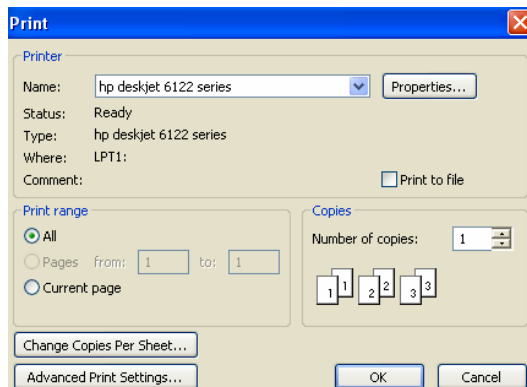 Print
Printer
Name: hp deskjet 6122 series Properties...
Status: Ready
Type: hp deskjet 6122 series
Where: LPT1:
Comment: Print to file
Print range Copies
All Number of copies: 1
Pages from: 1 to: 1
Current page
1 1 2 2 3 3
Change Copies Per Sheet...
Advanced Print Settings... OK Cancel